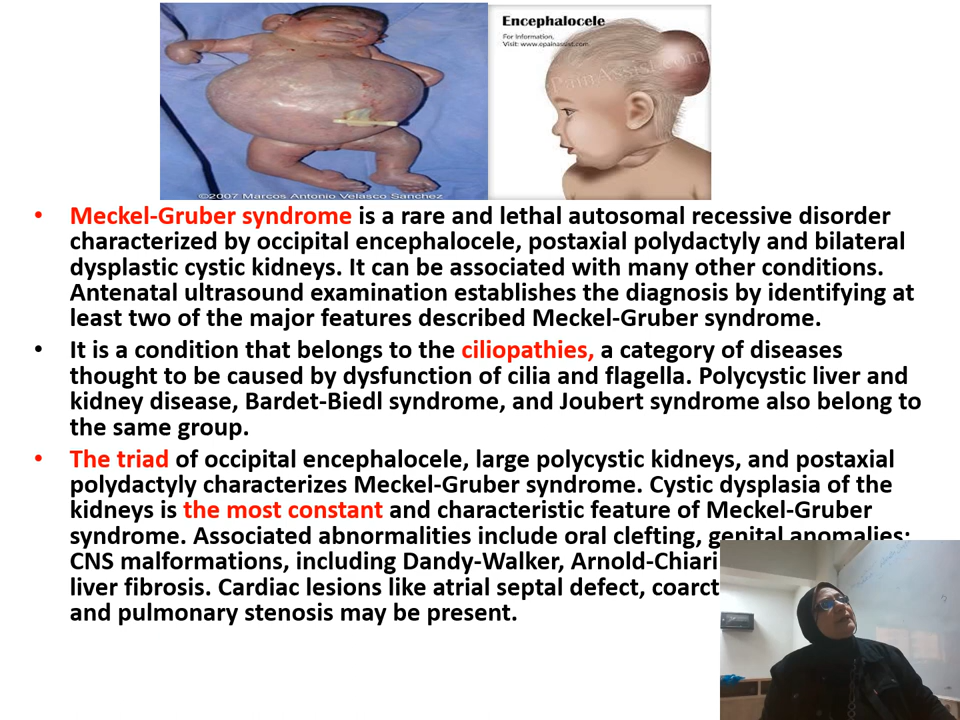 Encephalocele
For Information,
Visit: www.epainassist.com
PainAssist.com
©2007 Marcos Antonio Velasco Sanchez
• Meckel-Gruber syndrome is a rare and lethal autosomal recessive disorder
characterized by occipital encephalocele, postaxial polydactyly and bilateral
dysplastic cystic kidneys. It can be associated with many other conditions.
Antenatal ultrasound examination establishes the diagnosis by identifying at
least two of the major features described Meckel-Gruber syndrome.
• It is a condition that belongs to the ciliopathies, a category of diseases
thought to be caused by dysfunction of cilia and flagella. Polycystic liver and
kidney disease, Bardet-Biedl syndrome, and Joubert syndrome also belong to
the same group.
• The triad of occipital encephalocele, large polycystic kidneys, and postaxial
polydactyly characterizes Meckel-Gruber syndrome. Cystic dysplasia of the
kidneys is the most constant and characteristic feature of Meckel-Gruber
syndrome. Associated abnormalities include oral clefting, genital anomalies;
CNS malformations, including Dandy-Walker, Arnold-Chiari
liver fibrosis. Cardiac lesions like atrial septal defect, coarct
and pulmonary stenosis may be present.